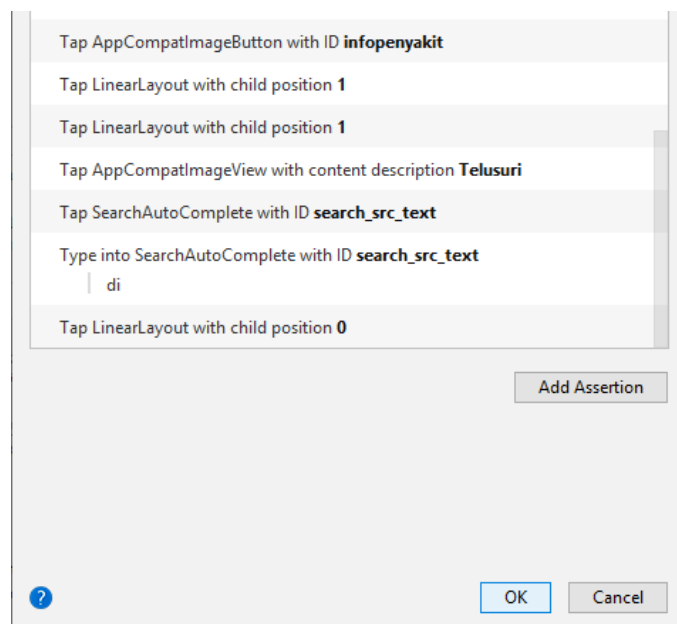 Tap AppCompatImageButton with ID infopenyakit
Tap LinearLayout with child position 1
Tap LinearLayout with child position 1
Tap AppCompatImageView with content description Telusuri
Tap SearchAutoComplete with ID search_src_text
Type into SearchAutoComplete with ID search_src_text
di
Tap LinearLayout with child position 0
Add Assertion
?
OK
Cancel